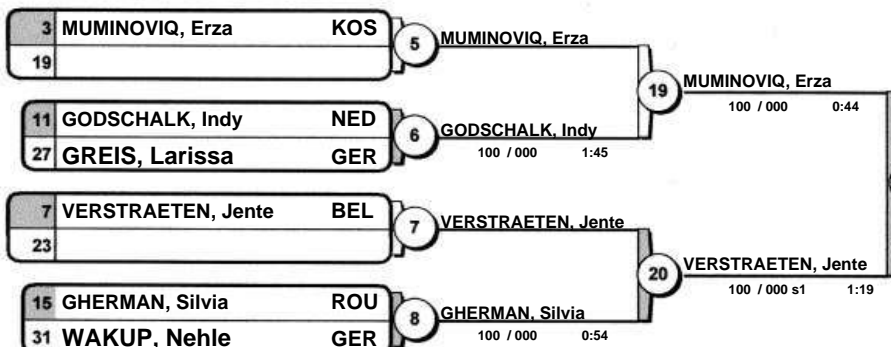 3 MUMINOVIQ, Erza KOS
19
5
MUMINOVIQ, Erza
11 GODSCHALK, Indy NED
27 GREIS, Larissa GER
6
GODSCHALK, Indy
100 / 000 1:45
19
MUMINOVIQ, Erza
100 / 000 0:44
7 VERSTRAETEN, Jente BEL
23
7
VERSTRAETEN, Jente
15 GHERMAN, Silvia ROU
31 WAKUP, Nehle GER
8
GHERMAN, Silvia
100 / 000 0:54
20
VERSTRAETEN, Jente
100 / 000 s1 1:19